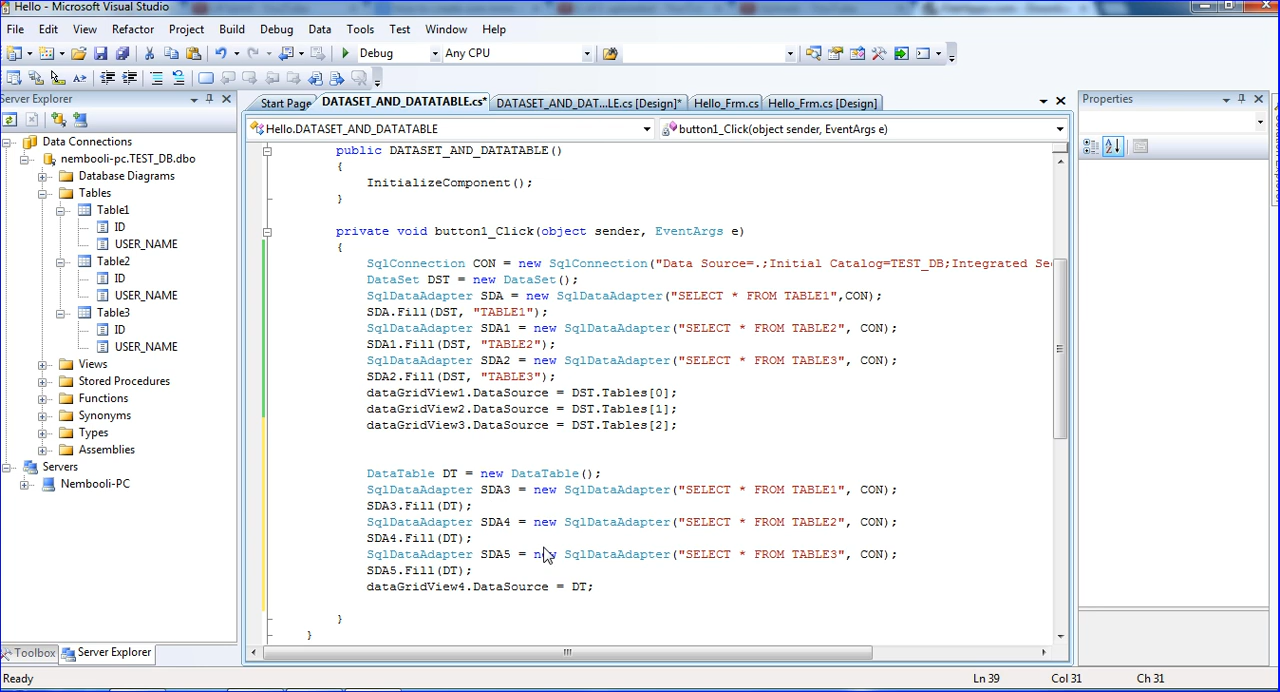 Hello - Microsoft Visual Studio
File Edit View Refactor Project Build Debug Data Tools Test Window Help
Debug Any CPU
Server Explorer
Start Page DATASET_AND_DATATABLE.cs* DATASET_AND_DAT...LE.cs [Design]* Hello_Frm.cs Hello_Frm.cs [Design]
Properties
Hello.DATASET_AND_DATATABLE button1_Click(object sender, EventArgs e)
Data Connections
nembooli-pc.TEST_DB.dbo
Database Diagrams
Tables
Table1
ID
USER_NAME
Table2
ID
USER_NAME
Table3
ID
USER_NAME
Views
Stored Procedures
Functions
Synonyms
Types
Assemblies
Servers
Nembooli-PC
public DATASET_AND_DATATABLE()
{
InitializeComponent();
}
private void button1_Click(object sender, EventArgs e)
{
SqlConnection CON = new SqlConnection("Data Source=.;Initial Catalog=TEST_DB;Integrated Se
DataSet DST = new DataSet();
SqlDataAdapter SDA = new SqlDataAdapter("SELECT * FROM TABLE1",CON);
SDA.Fill(DST, "TABLE1");
SqlDataAdapter SDA1 = new SqlDataAdapter("SELECT * FROM TABLE2", CON);
SDA1.Fill(DST, "TABLE2");
SqlDataAdapter SDA2 = new SqlDataAdapter("SELECT * FROM TABLE3", CON);
SDA2.Fill(DST, "TABLE3");
dataGridView1.DataSource = DST.Tables[0];
dataGridView2.DataSource = DST.Tables[1];
dataGridView3.DataSource = DST.Tables[2];
DataTable DT = new DataTable();
SqlDataAdapter SDA3 = new SqlDataAdapter("SELECT * FROM TABLE1", CON);
SDA3.Fill(DT);
SqlDataAdapter SDA4 = new SqlDataAdapter("SELECT * FROM TABLE2", CON);
SDA4.Fill(DT);
SqlDataAdapter SDA5 = new SqlDataAdapter("SELECT * FROM TABLE3", CON);
SDA5.Fill(DT);
dataGridView4.DataSource = DT;
}
}
Toolbox Server Explorer
Ready Ln 39 Col 31 Ch 31